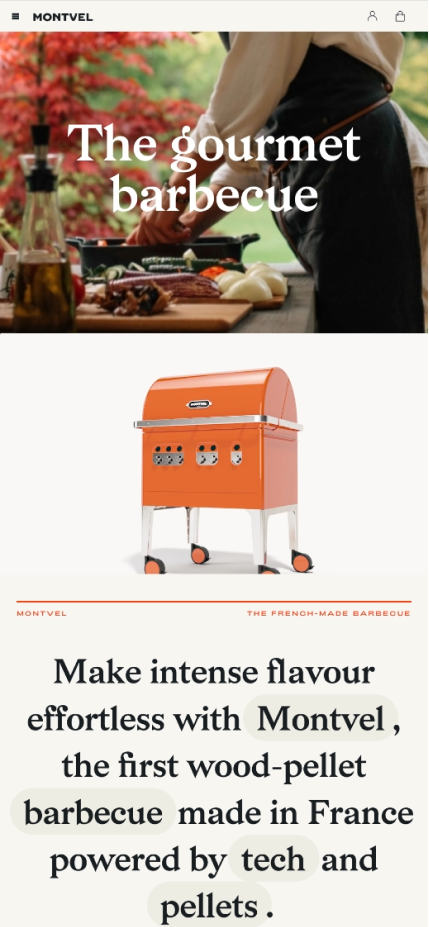 MONTVEL
The gourmet
barbecue
MONTVEL
MONTVEL
THE FRENCH-MADE BARBECUE
Make intense flavour
effortless with Montvel ,
the first wood-pellet
barbecue made in France
powered by tech and
pellets .